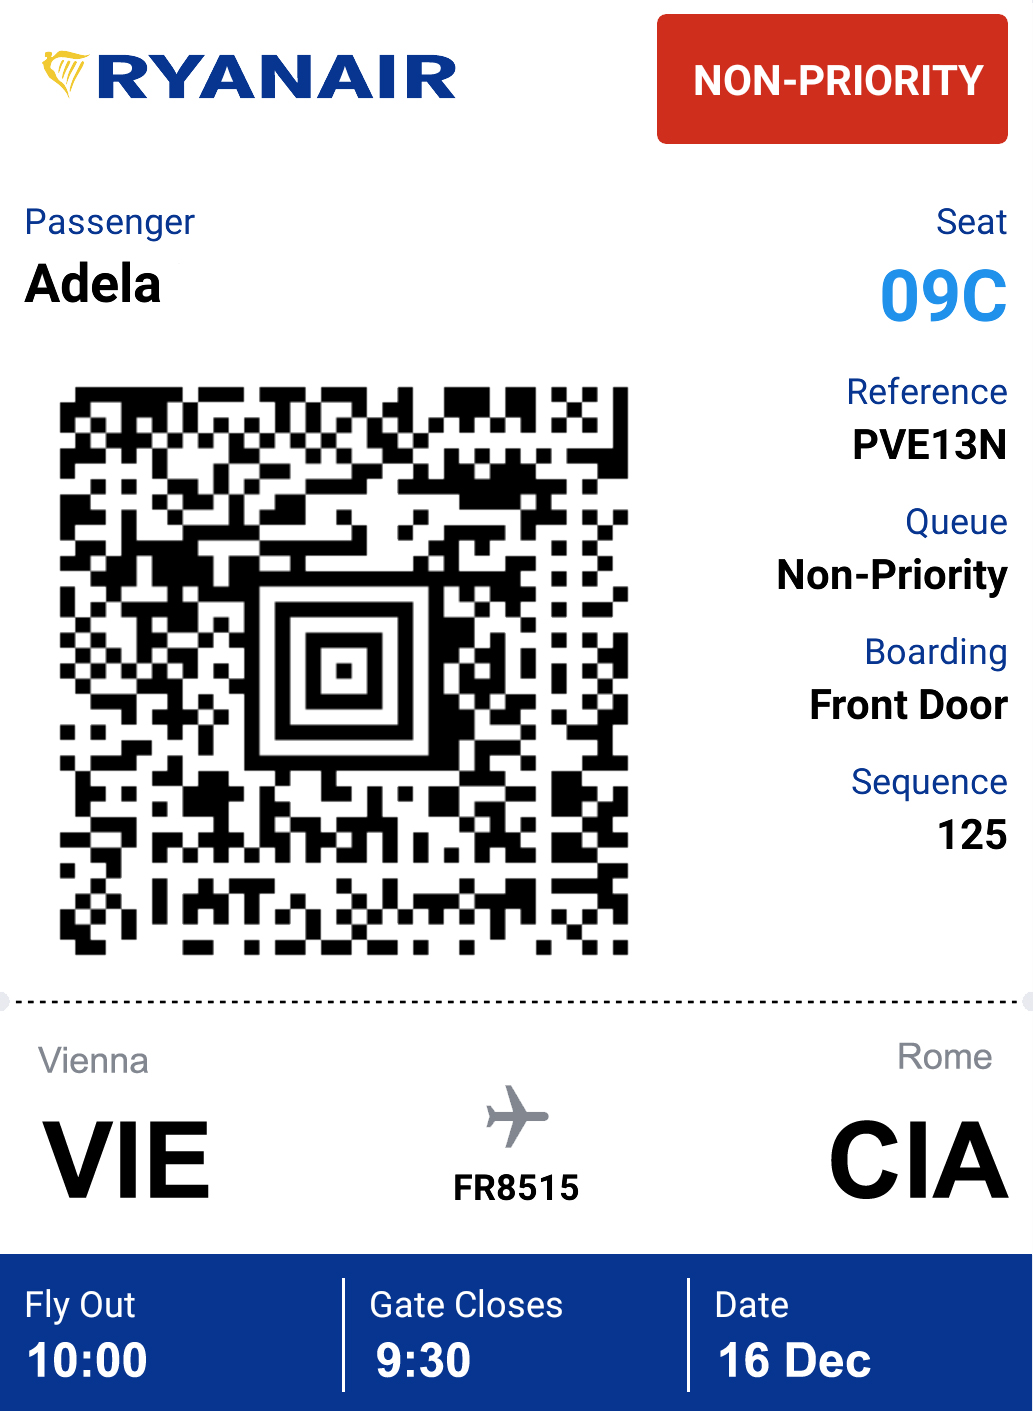 RYANAIR
NON-PRIORITY
Passenger
Adela
Seat
09C
Reference
PVE13N
Queue
Non-Priority
Boarding
Front Door
Sequence
125
Vienna
VIE
FR8515
Rome
CIA
Fly Out
10:00
Gate Closes
9:30
Date
16 Dec